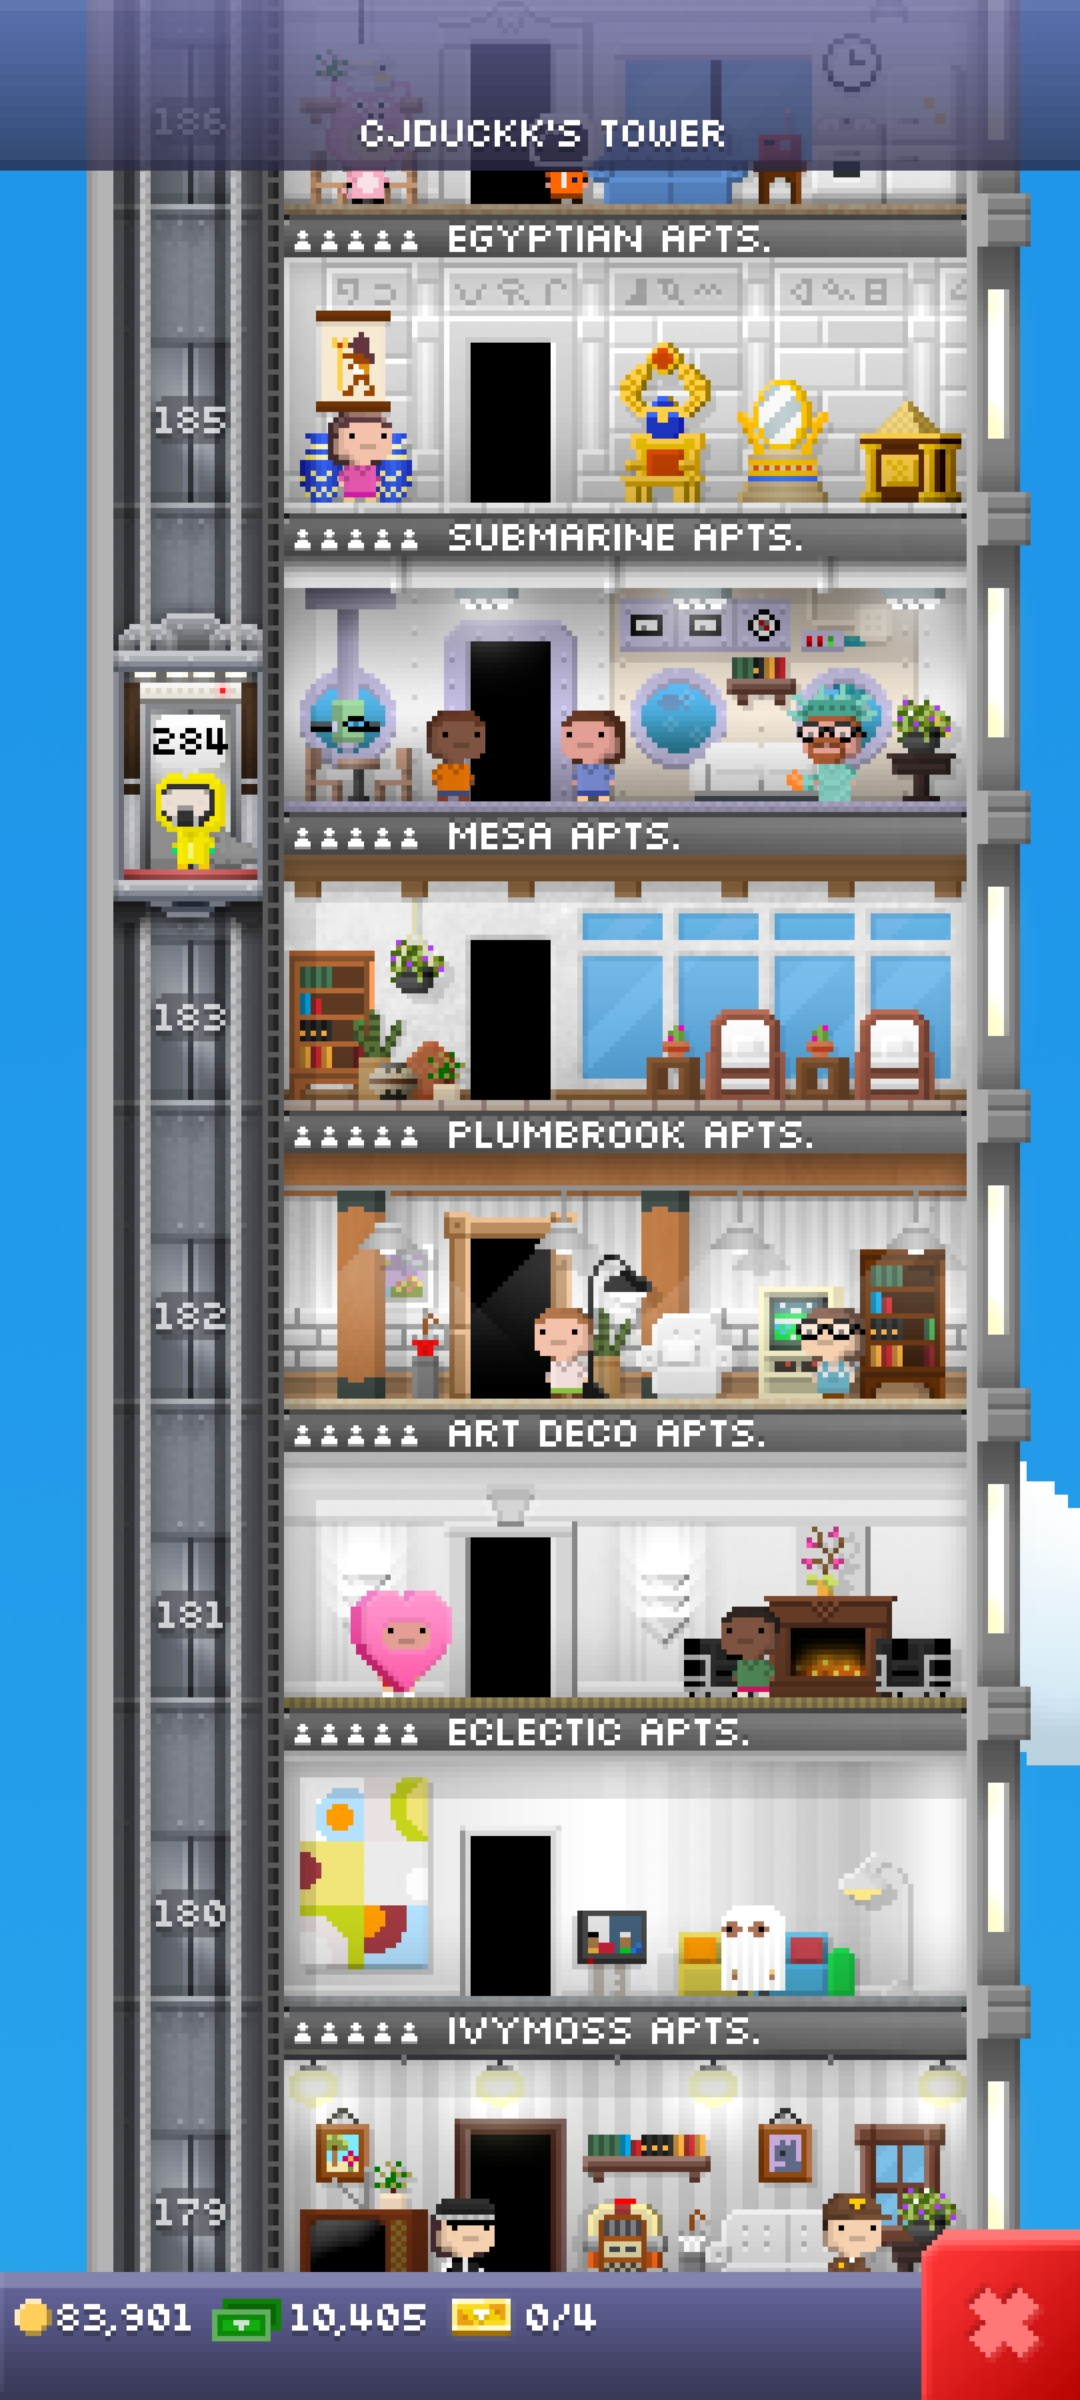 186
CJDUCKK'S TOWER
EGYPTIAN APTS.
185
SUBMARINE APTS.
284
MESA APTS.
183
PLUMBROOK APTS.
182
ART DECO APTS.
181
ECLECTIC APTS.
180
IVYMOSS APTS.
179
83,901 10,405 0/4